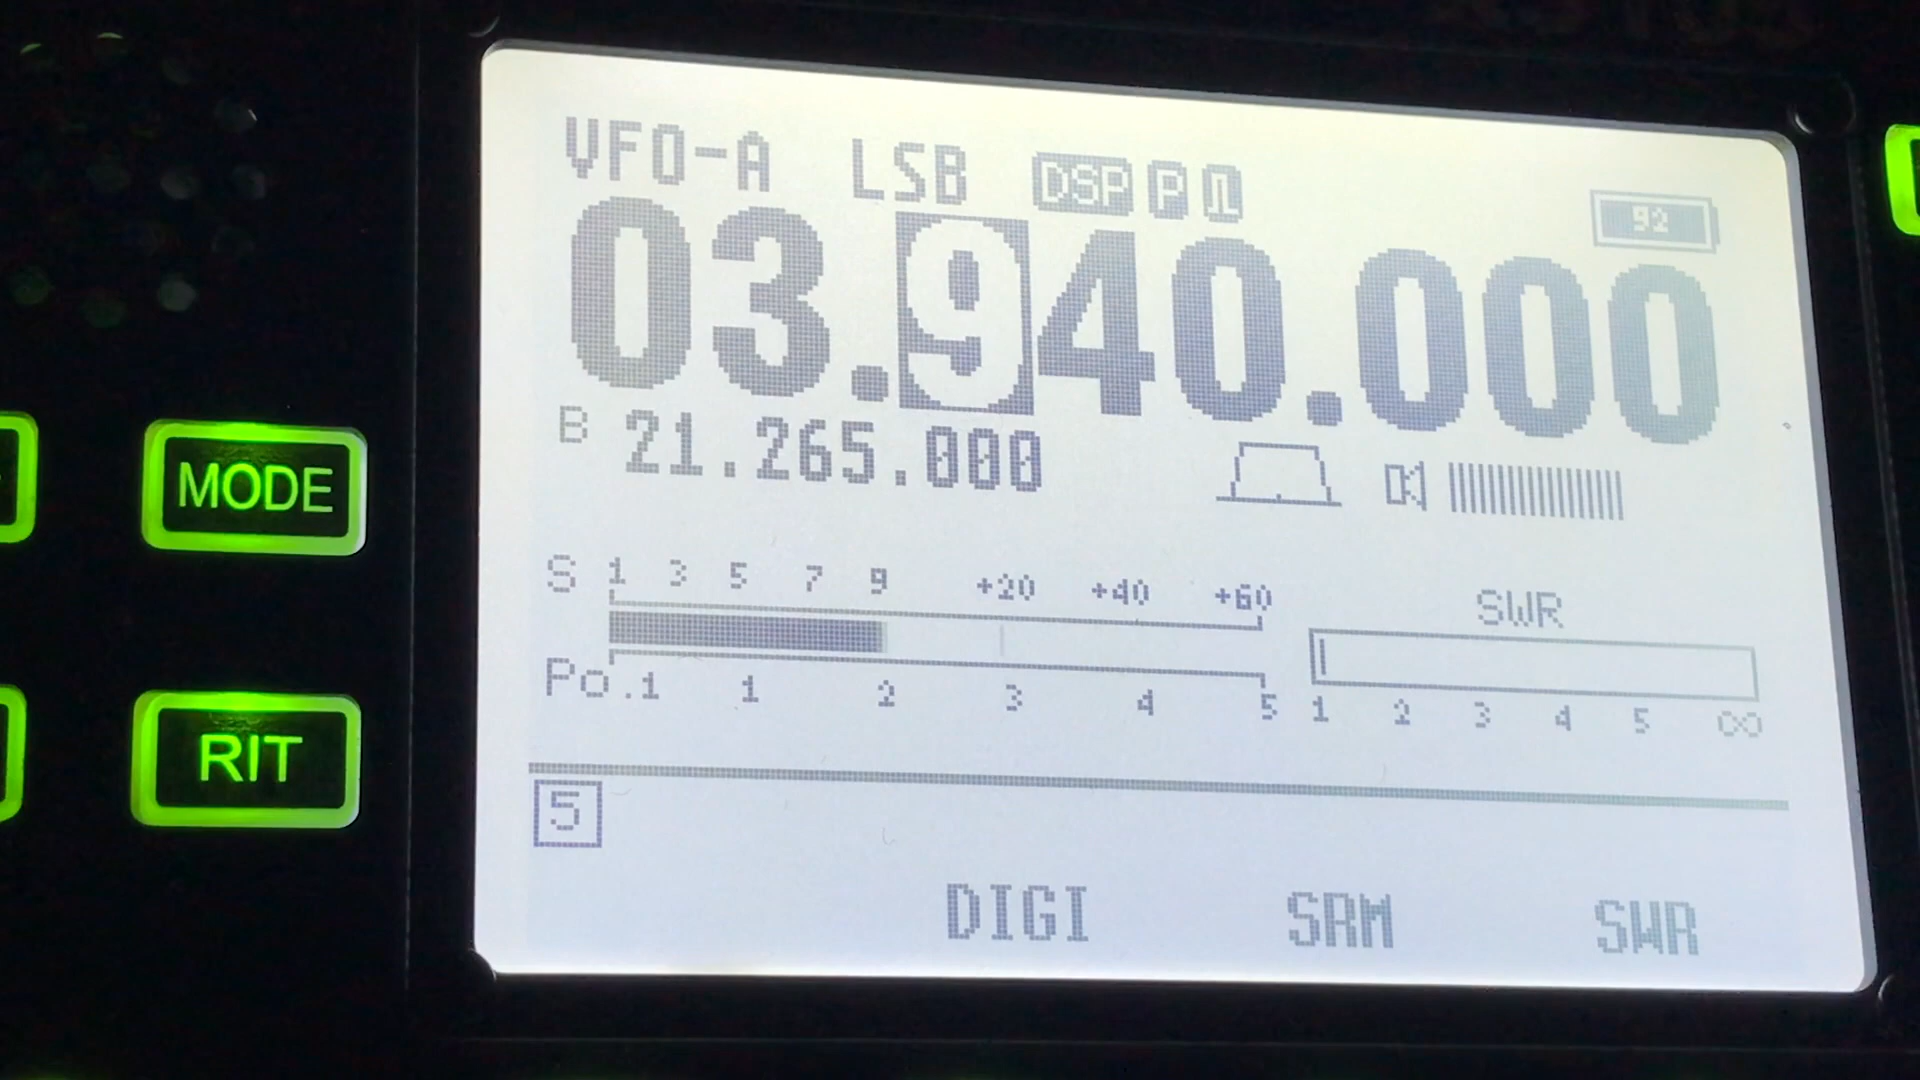 VFO-A LSB DSP P
92
03.940.000
B 21.265.000
S 1 3 5 7 9 +20 +40 +60
SWR
Po .1 1 2 3 4 5
1 2 3 4 5 ∞
5
DIGI SRM SWR
MODE
RIT